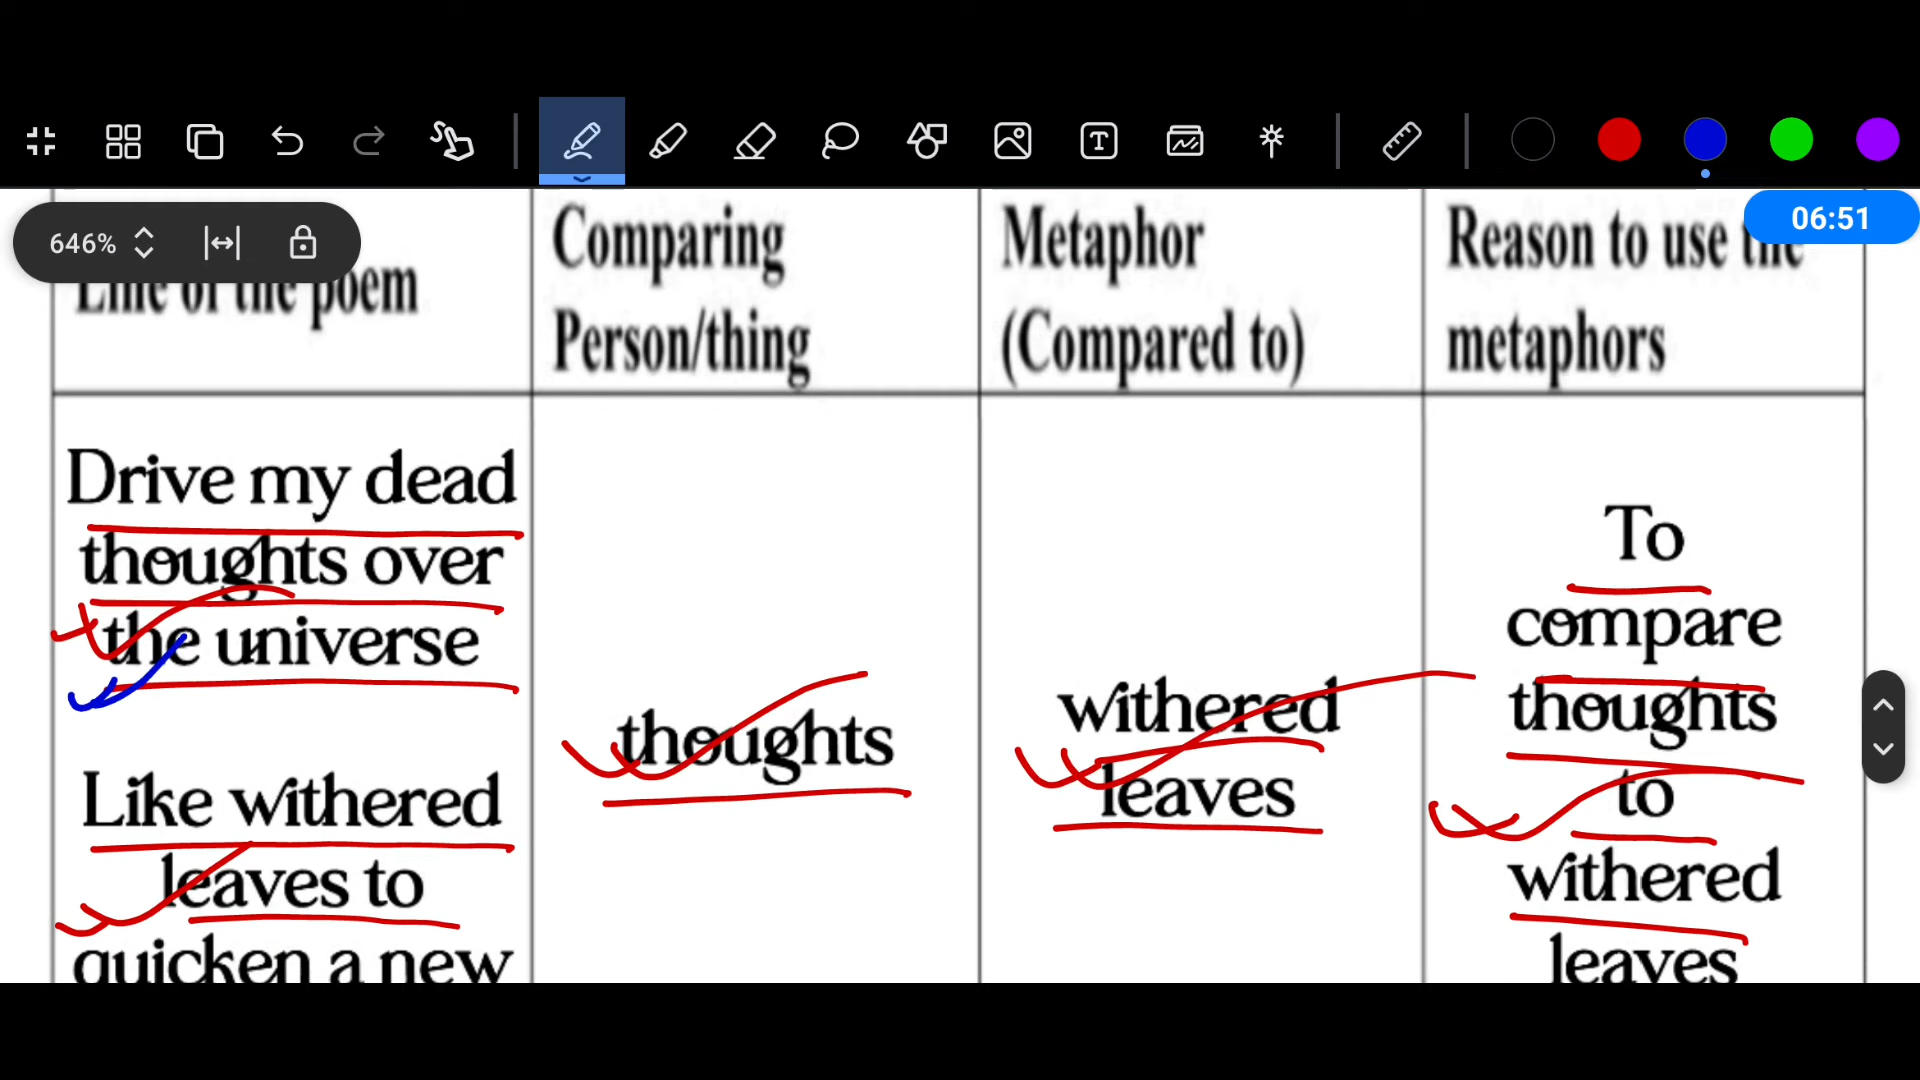 646%
06:51
Line of the poem
Comparing
Person/thing
Metaphor
(Compared to)
Reason to use the
metaphors
Drive my dead
thoughts over
the universe
Like withered
leaves to
quicken a new
thoughts
withered
leaves
To
compare
thoughts
to
withered
leaves